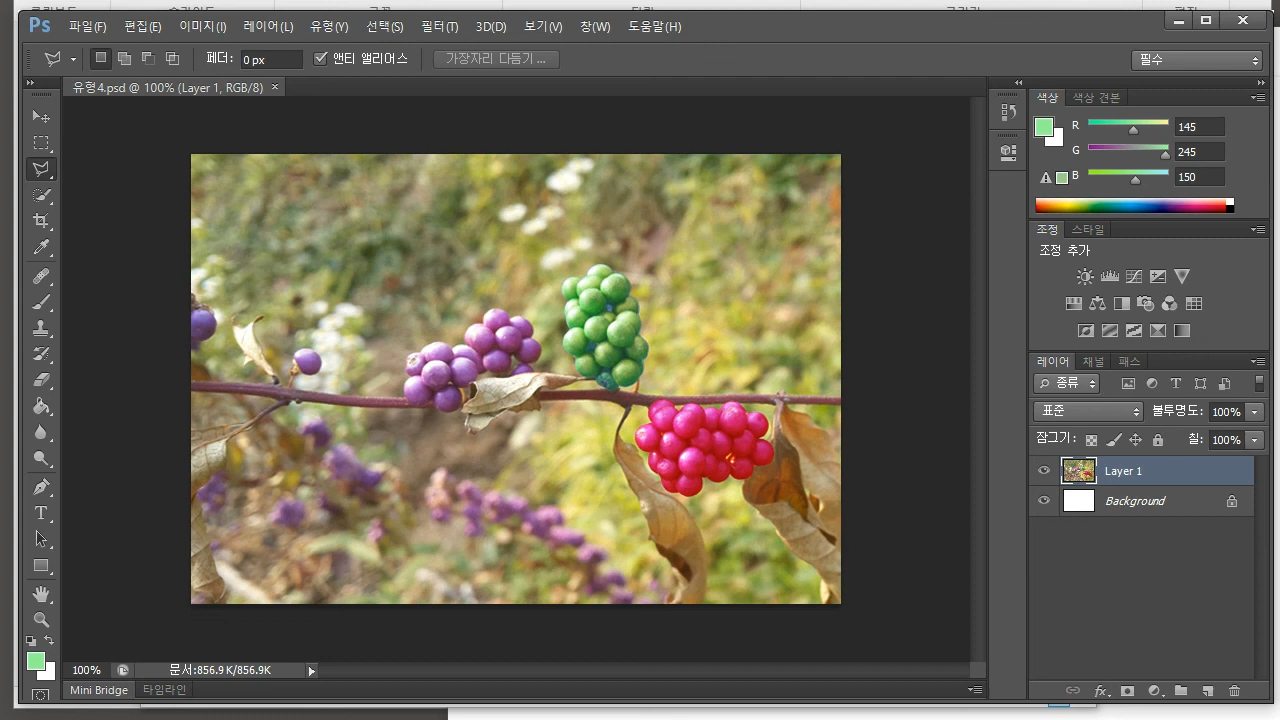 Ps 파일(F) 편집(E) 이미지(I) 레이어(L) 유형(Y) 선택(S) 필터(T) 3D(D) 보기(V) 창(W) 도움말(H)
페더: 0 px 앤티 앨리어스 가장자리 다듬기 ... 필수
유형4.psd @ 100% (Layer 1, RGB/8) ×
색상 색상 견본
R 145
G 245
B 150
조정 스타일
조정 추가
레이어 채널 패스
종류
표준 불투명도: 100%
잠그기: 칠: 100%
Layer 1
Background
100% 문서:856.9K/856.9K
Mini Bridge 타임라인
fx